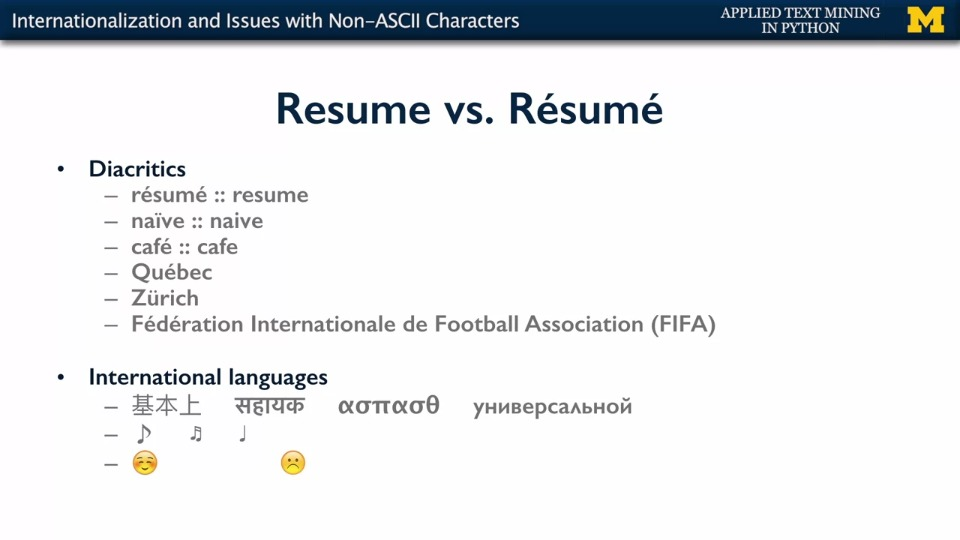 Internationalization and Issues with Non-ASCII Characters
APPLIED TEXT MINING
IN PYTHON
M
Resume vs. Résumé
• Diacritics
– résumé :: resume
– naïve :: naive
– café :: cafe
– Québec
– Zürich
– Fédération Internationale de Football Association (FIFA)
• International languages
– 基本上 सहायक ασπασθ универсальной
– ♪ ♬ ♩
– ☺️ ☹️